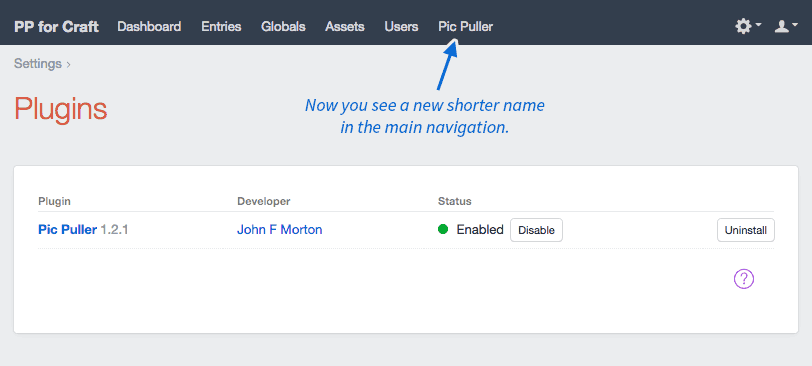 PP for Craft Dashboard Entries Globals Assets Users Pic Puller
Settings ›
Plugins
Now you see a new shorter name
in the main navigation.
Plugin Developer Status
Pic Puller 1.2.1 John F Morton Enabled Disable Uninstall
?